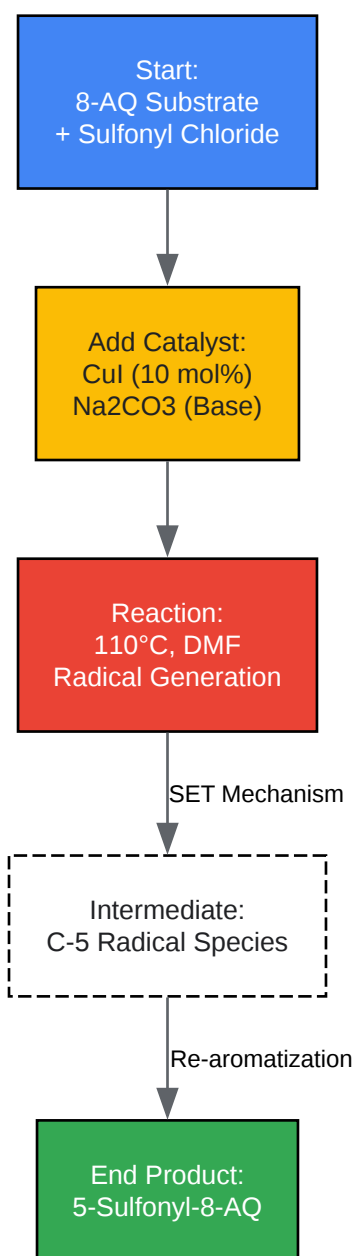 Start:
8-AQ Substrate
+ Sulfonyl Chloride
Add Catalyst:
CuI (10 mol%)
Na2CO3 (Base)
Reaction:
110°C, DMF
Radical Generation
SET Mechanism
Intermediate:
C-5 Radical Species
Re-aromatization
End Product:
5-Sulfonyl-8-AQ